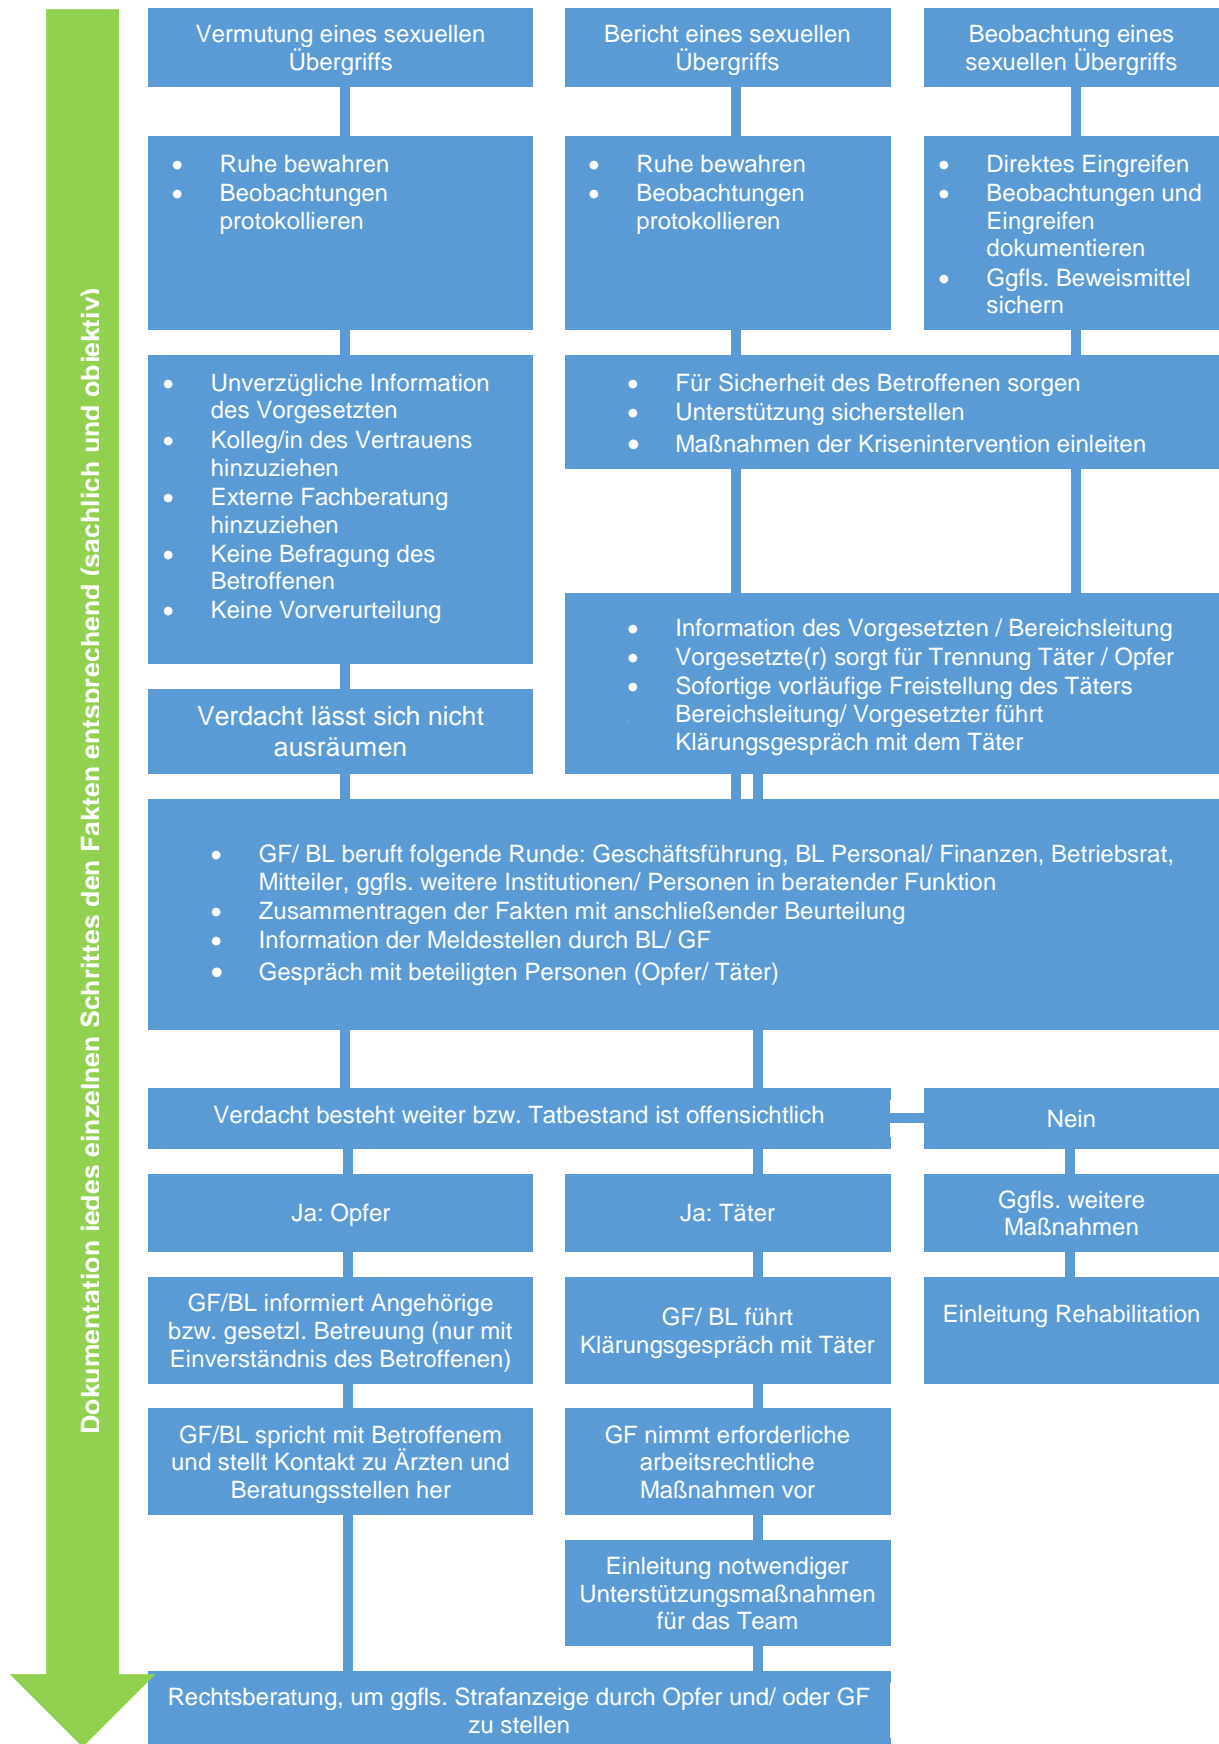 Dokumentation jedes einzelnen Schrittes den Fakten entsprechend (sachlich und objektiv)
Vermutung eines sexuellen
Übergriffs
Bericht eines sexuellen
Übergriffs
Beobachtung eines
sexuellen Übergriffs
• Ruhe bewahren
• Beobachtungen
protokollieren
• Ruhe bewahren
• Beobachtungen
protokollieren
• Direktes Eingreifen
• Beobachtungen und
Eingreifen
dokumentieren
• Ggfls. Beweismittel
sichern
• Unverzügliche Information
des Vorgesetzten
• Kolleg/in des Vertrauens
hinzuziehen
• Externe Fachberatung
hinzuziehen
• Keine Befragung des
Betroffenen
• Keine Vorverurteilung
• Für Sicherheit des Betroffenen sorgen
• Unterstützung sicherstellen
• Maßnahmen der Krisenintervention einleiten
• Information des Vorgesetzten / Bereichsleitung
• Vorgesetzte(r) sorgt für Trennung Täter / Opfer
• Sofortige vorläufige Freistellung des Täters
Bereichsleitung/ Vorgesetzter führt
Klärungsgespräch mit dem Täter
Verdacht lässt sich nicht
ausräumen
• GF/ BL beruft folgende Runde: Geschäftsführung, BL Personal/ Finanzen, Betriebsrat,
Mitteiler, ggfls. weitere Institutionen/ Personen in beratender Funktion
• Zusammentragen der Fakten mit anschließender Beurteilung
• Information der Meldestellen durch BL/ GF
• Gespräch mit beteiligten Personen (Opfer/ Täter)
Verdacht besteht weiter bzw. Tatbestand ist offensichtlich
Nein
Ja: Opfer
Ja: Täter
Ggfls. weitere
Maßnahmen
GF/BL informiert Angehörige
bzw. gesetzl. Betreuung (nur mit
Einverständnis des Betroffenen)
GF/ BL führt
Klärungsgespräch mit Täter
Einleitung Rehabilitation
GF/BL spricht mit Betroffenem
und stellt Kontakt zu Ärzten und
Beratungsstellen her
GF nimmt erforderliche
arbeitsrechtliche
Maßnahmen vor
Einleitung notwendiger
Unterstützungsmaßnahmen
für das Team
Rechtsberatung, um ggfls. Strafanzeige durch Opfer und/ oder GF
zu stellen